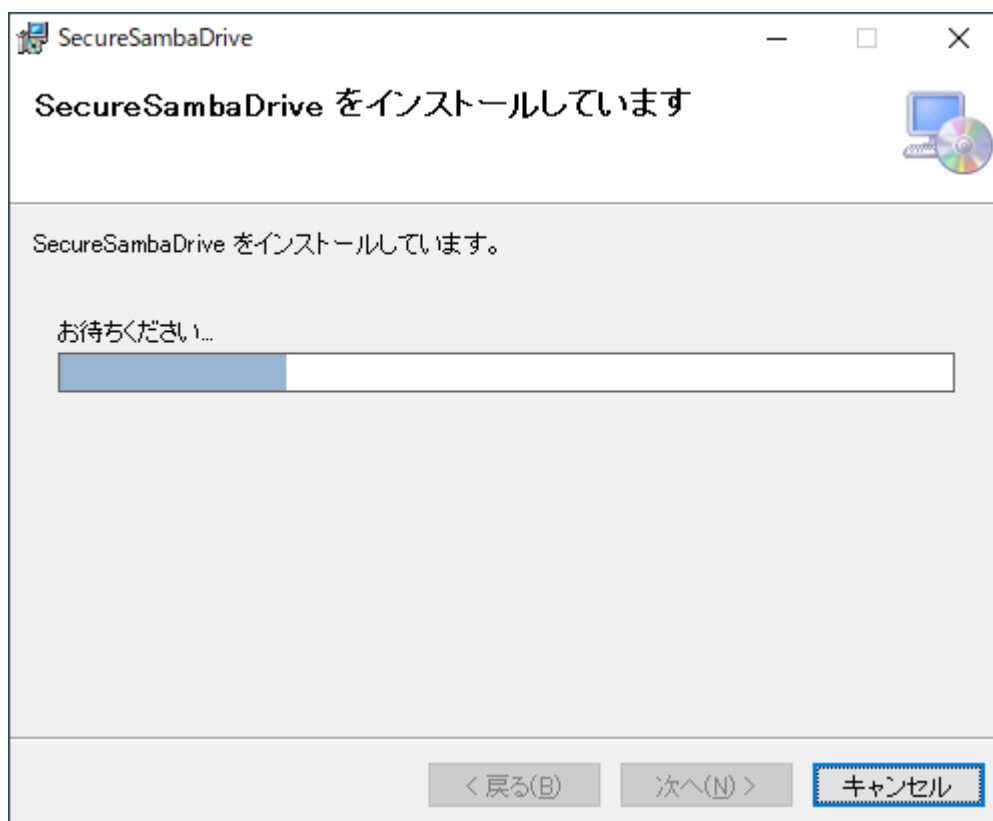 SecureSambaDrive
SecureSambaDrive をインストールしています
SecureSambaDrive をインストールしています。
お待ちください...
< 戻る(B)
次へ(N) >
キャンセル